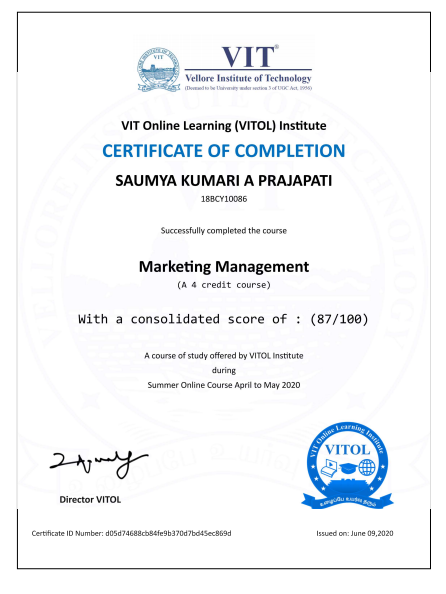 VIT®
Vellore Institute of Technology
(Deemed to be University under section 3 of UGC Act, 1956)
VIT Online Learning (VITOL) Institute
CERTIFICATE OF COMPLETION
SAUMYA KUMARI A PRAJAPATI
18BCY10086
Successfully completed the course
Marketing Management
(A 4 credit course)
With a consolidated score of : (87/100)
A course of study offered by VITOL Institute
during
Summer Online Course April to May 2020
VIT Online Learning Institute
VITOL
Director VITOL
Certificate ID Number: d05d74688cb84fe9b370d7bd45ec869d
Issued on: June 09,2020